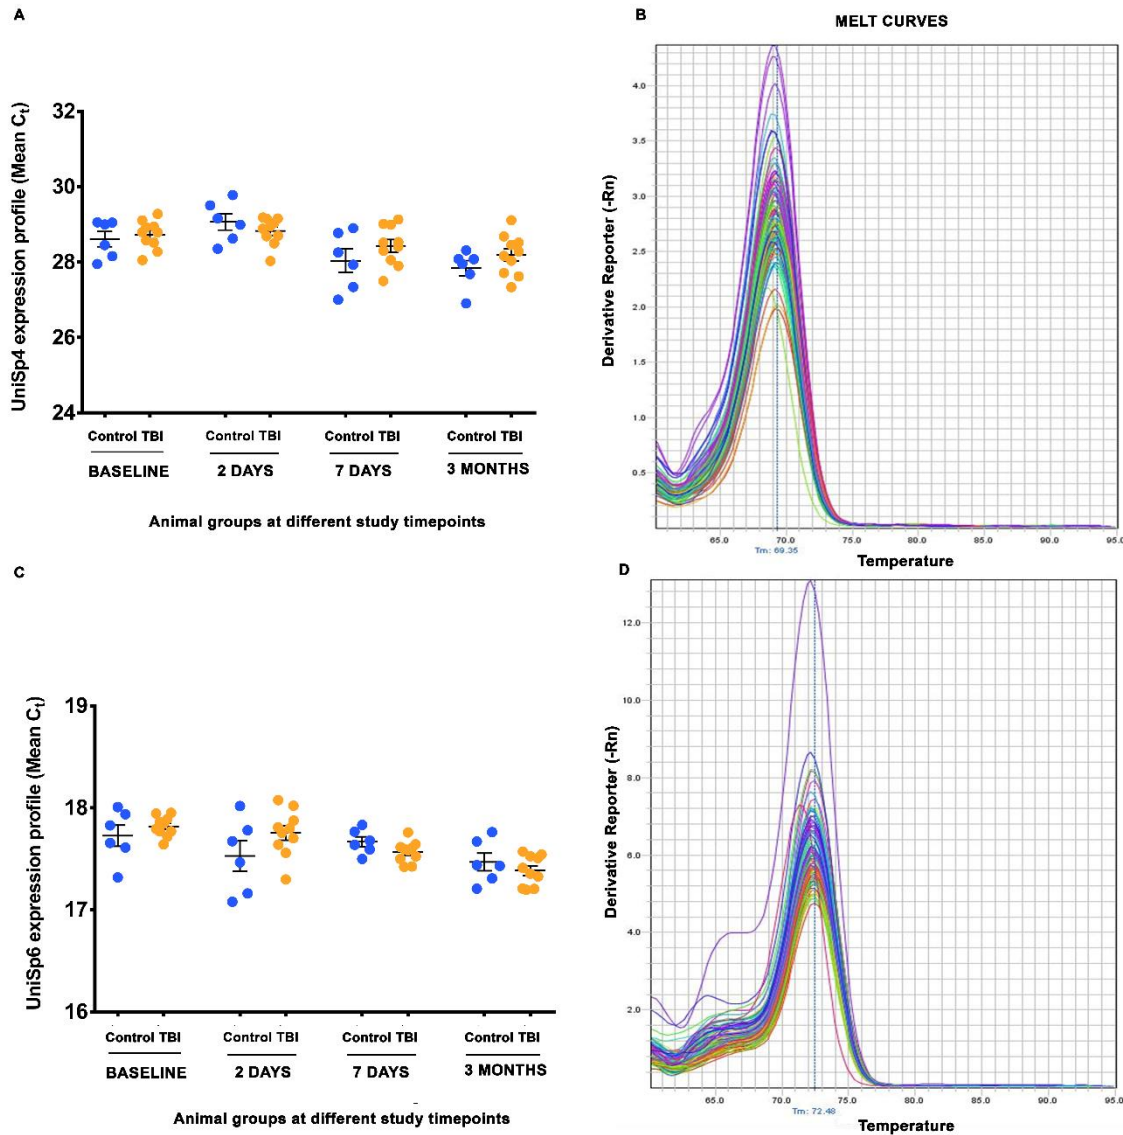 A
UniSp4 expression profile (Mean Ct)
32
30
28
26
24
Control TBI Control TBI Control TBI Control TBI
BASELINE 2 DAYS 7 DAYS 3 MONTHS
Animal groups at different study timepoints
B
MELT CURVES
Derivative Reporter (-Rn)
4.0
3.5
3.0
2.5
2.0
1.5
1.0
0.5
65.0 70.0 75.0 80.0 85.0 90.0 95.0
Tm: 69.35
Temperature
C
UniSp6 expression profile (Mean Ct)
19
18
17
16
Control TBI Control TBI Control TBI Control TBI
BASELINE 2 DAYS 7 DAYS 3 MONTHS
Animal groups at different study timepoints
D
Derivative Reporter (-Rn)
12.0
10.0
8.0
6.0
4.0
2.0
65.0 70.0 75.0 80.0 85.0 90.0 95.0
Tm: 72.48
Temperature